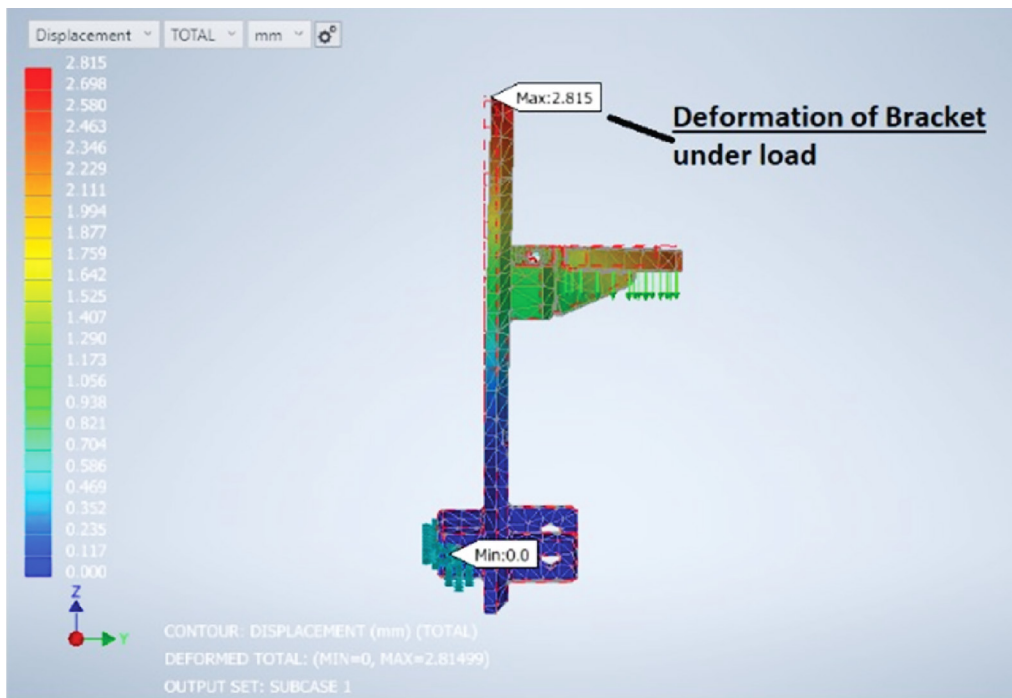 Displacement TOTAL mm
2.815
2.698
2.580
2.463
2.346
2.229
2.111
1.994
1.877
1.759
1.642
1.525
1.407
1.290
1.173
1.056
0.938
0.821
0.704
0.586
0.469
0.352
0.235
0.117
0.000
Max:2.815
Deformation of Bracket
under load
Min:0.0
Z
Y
CONTOUR: DISPLACEMENT (mm) (TOTAL)
DEFORMED TOTAL: (MIN=0, MAX=2.81499)
OUTPUT SET: SUBCASE 1